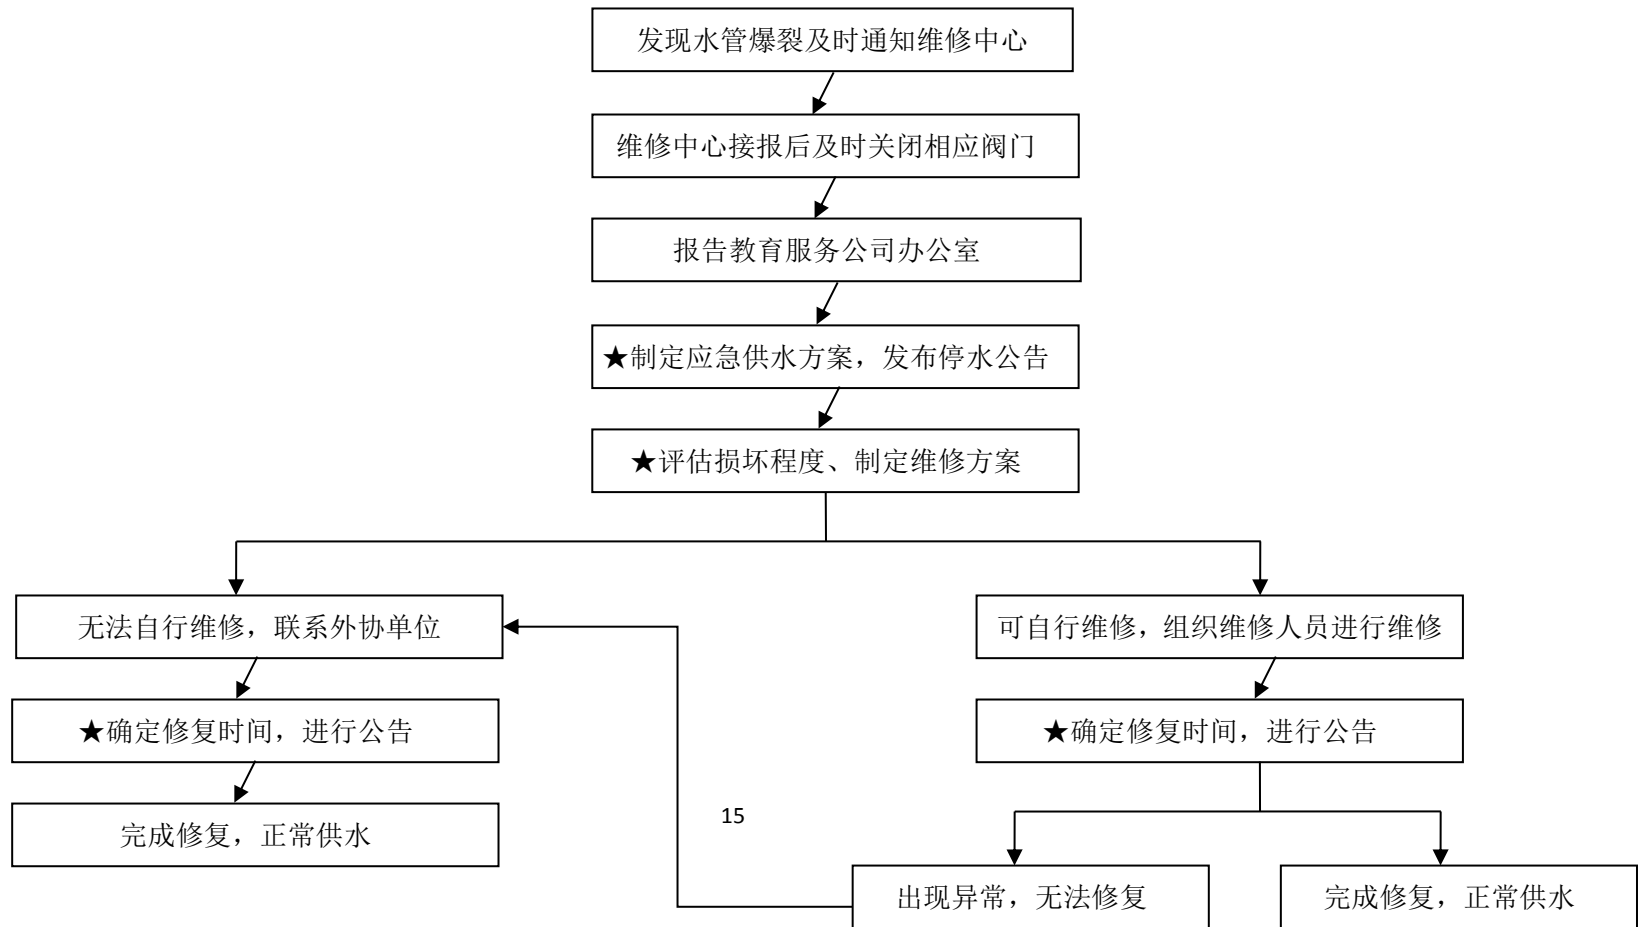 发现水管爆裂及时通知维修中心
维修中心接报后及时关闭相应阀门
报告教育服务公司办公室
★制定应急供水方案，发布停水公告
★评估损坏程度、制定维修方案
无法自行维修，联系外协单位
可自行维修，组织维修人员进行维修
★确定修复时间，进行公告
★确定修复时间，进行公告
15
完成修复，正常供水
出现异常，无法修复
完成修复，正常供水